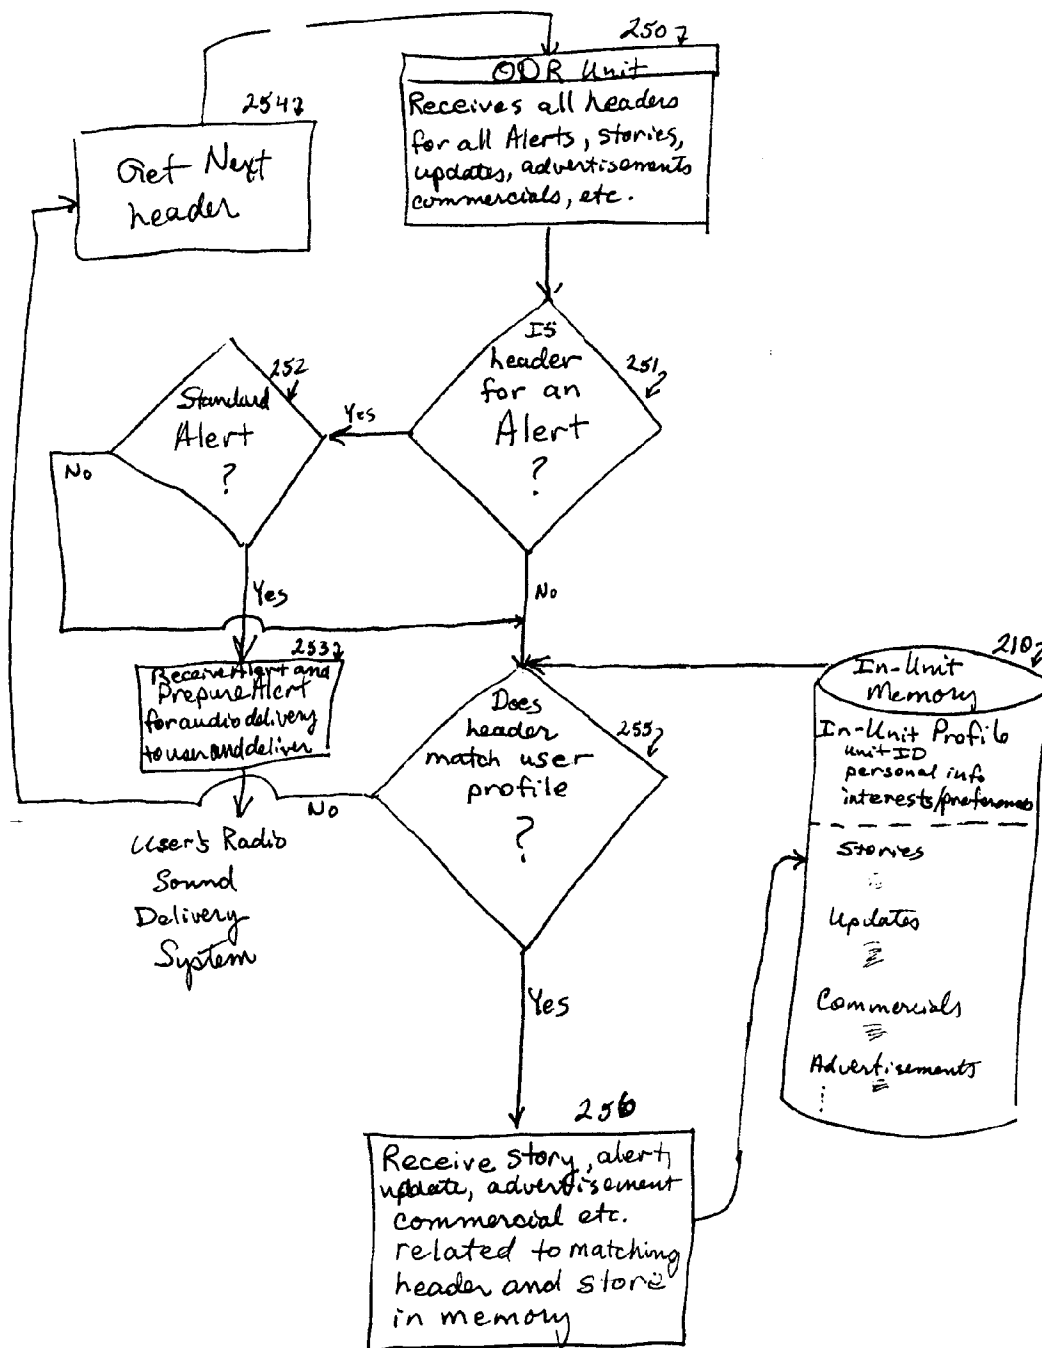 250
ODR Unit
Receives all headers
for all Alerts, stories,
updates, advertisements
commercials, etc.
254
Get Next
header
Is
header
for an
Alert
?
251
Yes
252
Standard
Alert
?
No
Yes
No
253
Receive Alert and
Prepare Alert
for audio delivery
to user and deliver
User's Radio
Sound
Delivery
System
Does
header
match user
profile
?
255
No
Yes
210
In-Unit
Memory
In-Unit Profile
unit ID
personal info
interests/preferences
Stories
Updates
Commercials
Advertisements
256
Receive story, alert,
update, advertisement
commercial etc.
related to matching
header and store
in memory